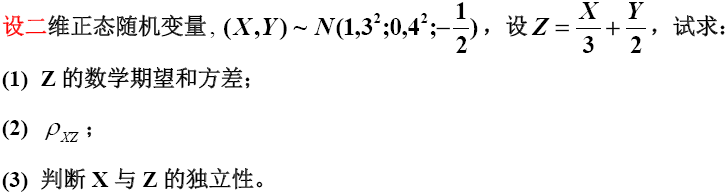 设二维正态随机变量, (X,Y) ~ N(1,3²;0,4²;-1/2), 设 Z = X/3 + Y/2, 试求:
(1) Z 的数学期望和方差;
(2) ρ_XZ ;
(3) 判断 X 与 Z 的独立性。